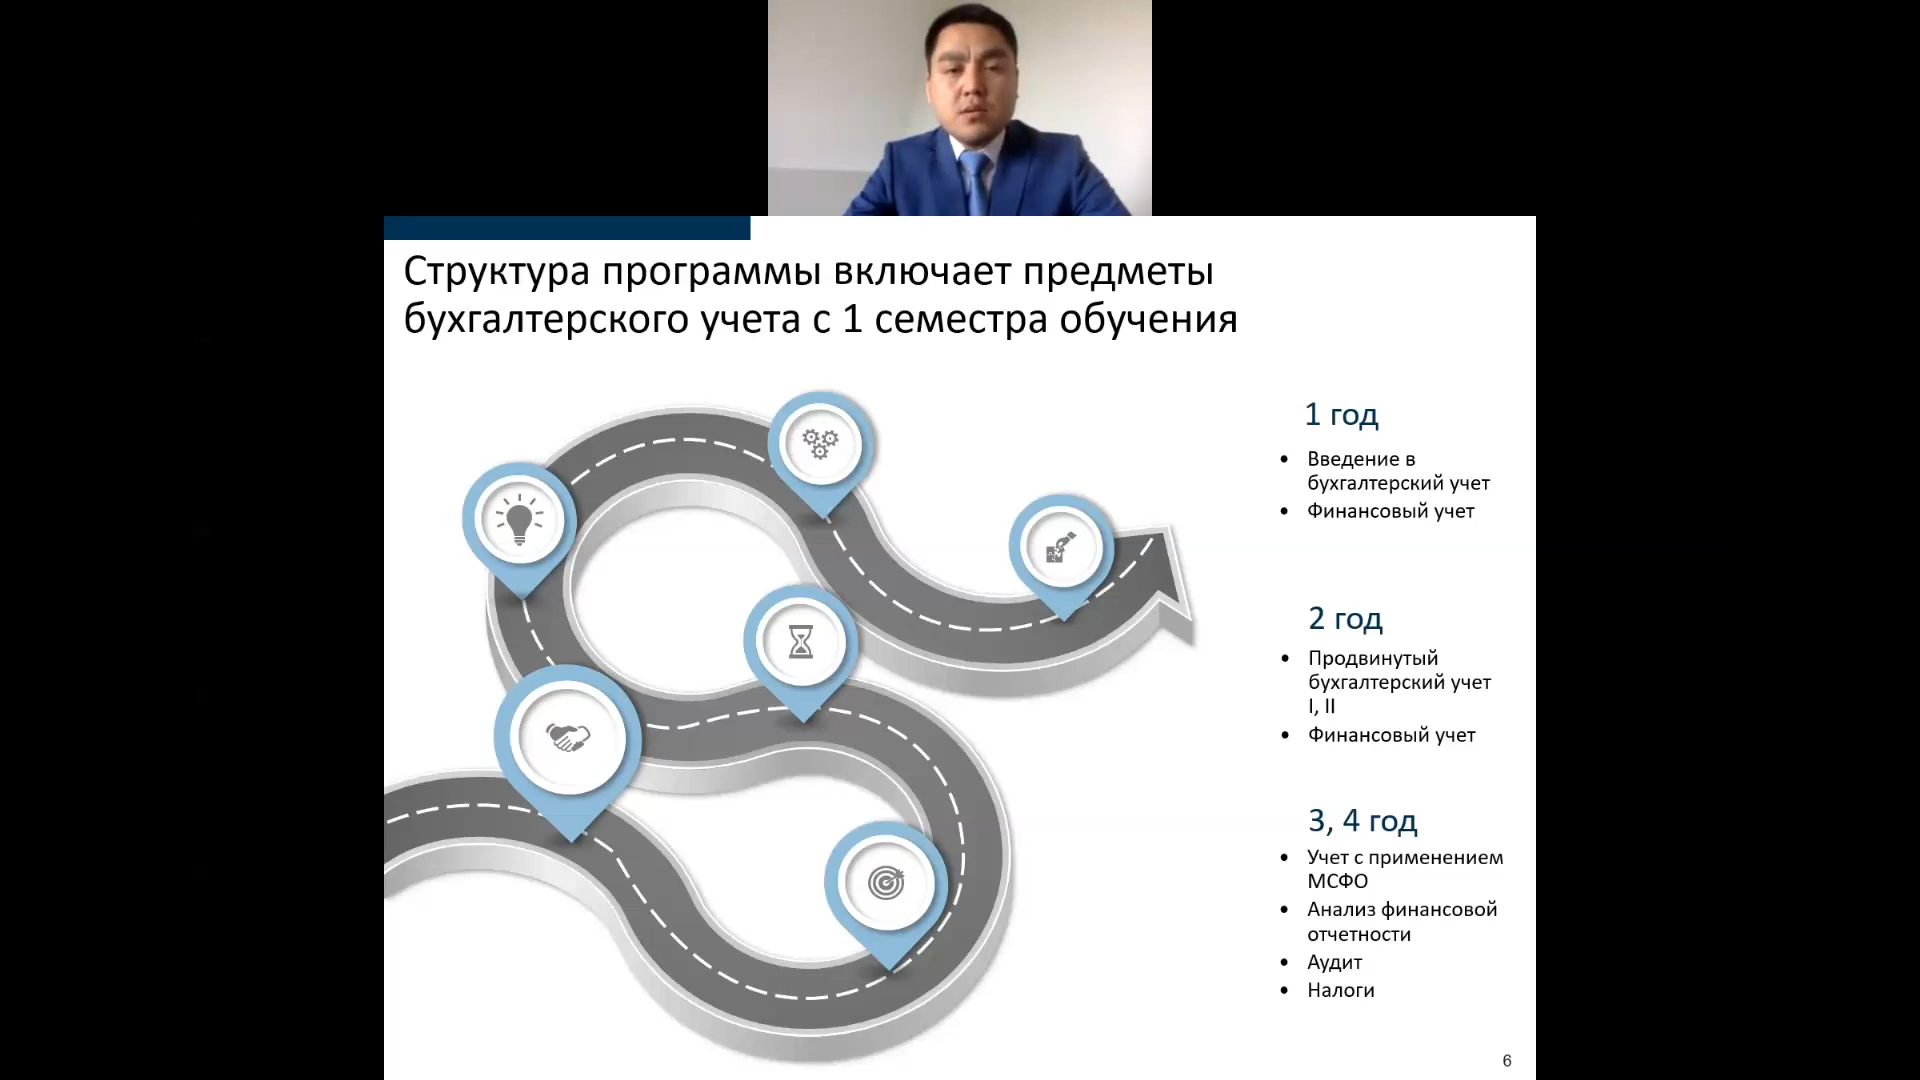 Структура программы включает предметы
бухгалтерского учета с 1 семестра обучения
1 год
• Введение в
бухгалтерский учет
• Финансовый учет
2 год
• Продвинутый
бухгалтерский учет
I, II
• Финансовый учет
3, 4 год
• Учет с применением
МСФО
• Анализ финансовой
отчетности
• Аудит
• Налоги
6